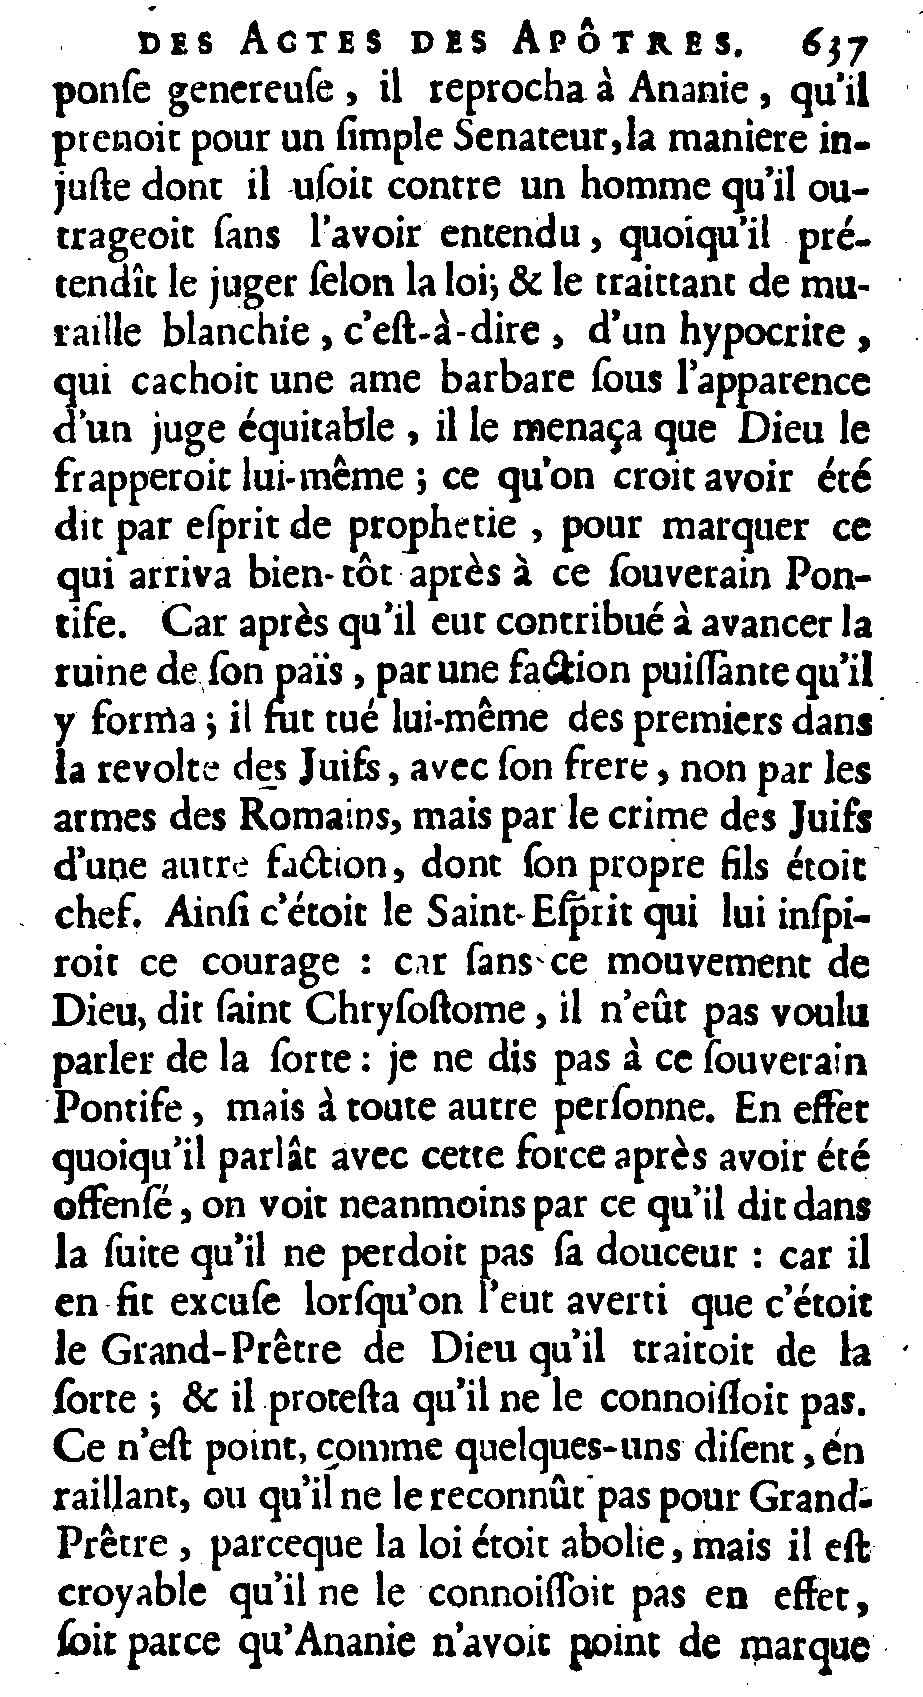 DES ACTES DES APÔTRES. 637
ponſe genereuſe, il reprocha à Ananie, qu'il
prenoit pour un ſimple Senateur, la maniere in-
juſte dont il uſoit contre un homme qu'il ou-
trageoit ſans l'avoir entendu, quoiqu'il pré-
tendît le juger ſelon la loi; & le traittant de mu-
raille blanchie, c'eſt-à-dire, d'un hypocrite,
qui cachoit une ame barbare ſous l'apparence
d'un juge équitable, il le menaça que Dieu le
frapperoit lui-même; ce qu'on croit avoir été
dit par eſprit de prophetie, pour marquer ce
qui arriva bien-tôt après à ce ſouverain Pon-
tife. Car après qu'il eut contribué à avancer la
ruine de ſon païs, par une faction puiſſante qu'il
y forma; il fut tué lui-même des premiers dans
la revolte des Juifs, avec ſon frere, non par les
armes des Romains, mais par le crime des Juifs
d'une autre faction, dont ſon propre fils étoit
chef. Ainſi c'étoit le Saint-Eſprit qui lui inſpi-
roit ce courage : car ſans ce mouvement de
Dieu, dit ſaint Chryſoſtome, il n'eût pas voulu
parler de la ſorte : je ne dis pas à ce ſouverain
Pontife, mais à toute autre perſonne. En effet
quoiqu'il parlât avec cette force après avoir été
offenſé, on voit neanmoins par ce qu'il dit dans
la ſuite qu'il ne perdoit pas ſa douceur : car il
en fit excuſe lorſqu'on l'eut averti que c'étoit
le Grand-Prêtre de Dieu qu'il traitoit de la
ſorte; & il proteſta qu'il ne le connoiſſoit pas.
Ce n'eſt point, comme quelques-uns diſent, en
raillant, ou qu'il ne le reconnût pas pour Grand-
Prêtre, parceque la loi étoit abolie, mais il eſt
croyable qu'il ne le connoiſſoit pas en effet,
ſoit parce qu'Ananie n'avoit point de marque